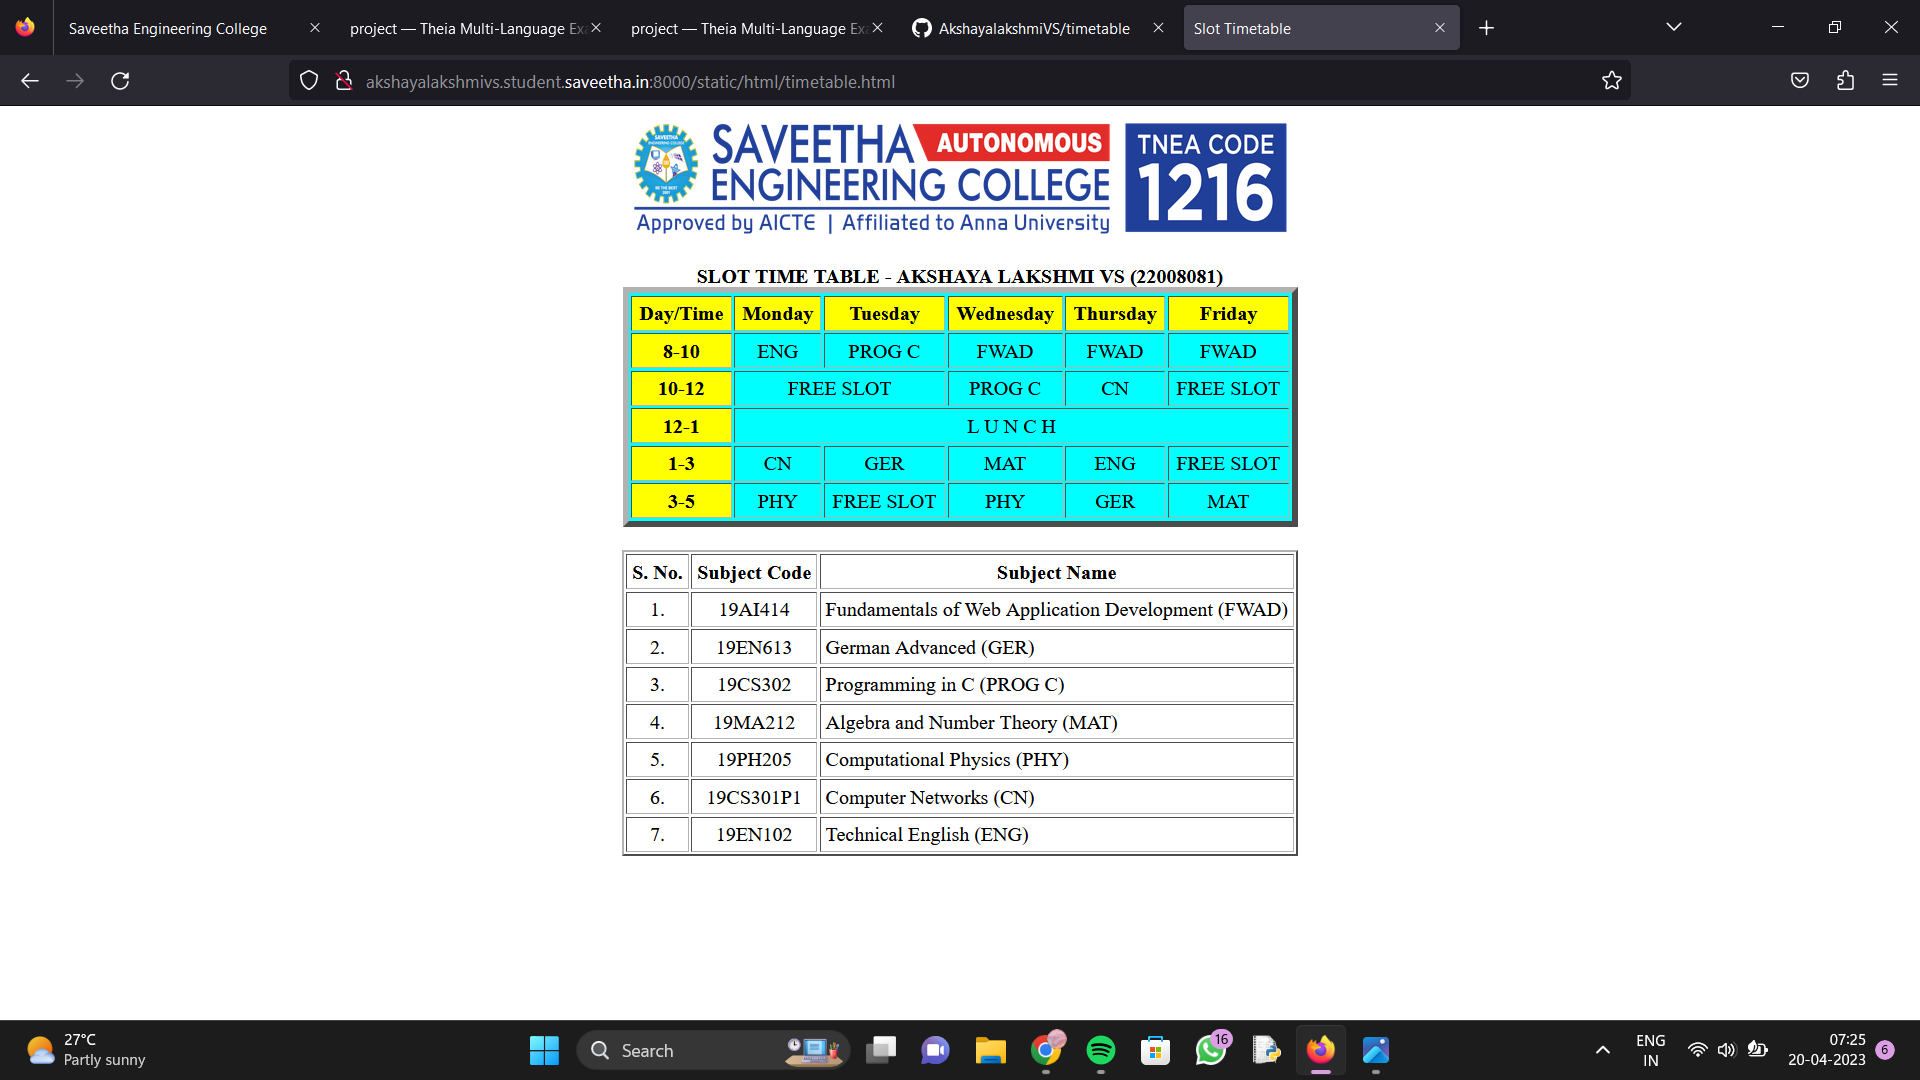 Saveetha Engineering College
project — Theia Multi-Language Ex
project — Theia Multi-Language Ex
AkshayalakshmiVS/timetable
Slot Timetable
akshayalakshmivs.student.saveetha.in:8000/static/html/timetable.html
SAVEETHA AUTONOMOUS
ENGINEERING COLLEGE
Approved by AICTE | Affiliated to Anna University
TNEA CODE
1216
SLOT TIME TABLE - AKSHAYA LAKSHMI VS (22008081)
Day/Time Monday Tuesday Wednesday Thursday Friday
8-10 ENG PROG C FWAD FWAD FWAD
10-12 FREE SLOT PROG C CN FREE SLOT
12-1 L U N C H
1-3 CN GER MAT ENG FREE SLOT
3-5 PHY FREE SLOT PHY GER MAT
S. No. Subject Code Subject Name
1. 19AI414 Fundamentals of Web Application Development (FWAD)
2. 19EN613 German Advanced (GER)
3. 19CS302 Programming in C (PROG C)
4. 19MA212 Algebra and Number Theory (MAT)
5. 19PH205 Computational Physics (PHY)
6. 19CS301P1 Computer Networks (CN)
7. 19EN102 Technical English (ENG)
27°C
Partly sunny
Search
16
ENG
IN
07:25
20-04-2023
6